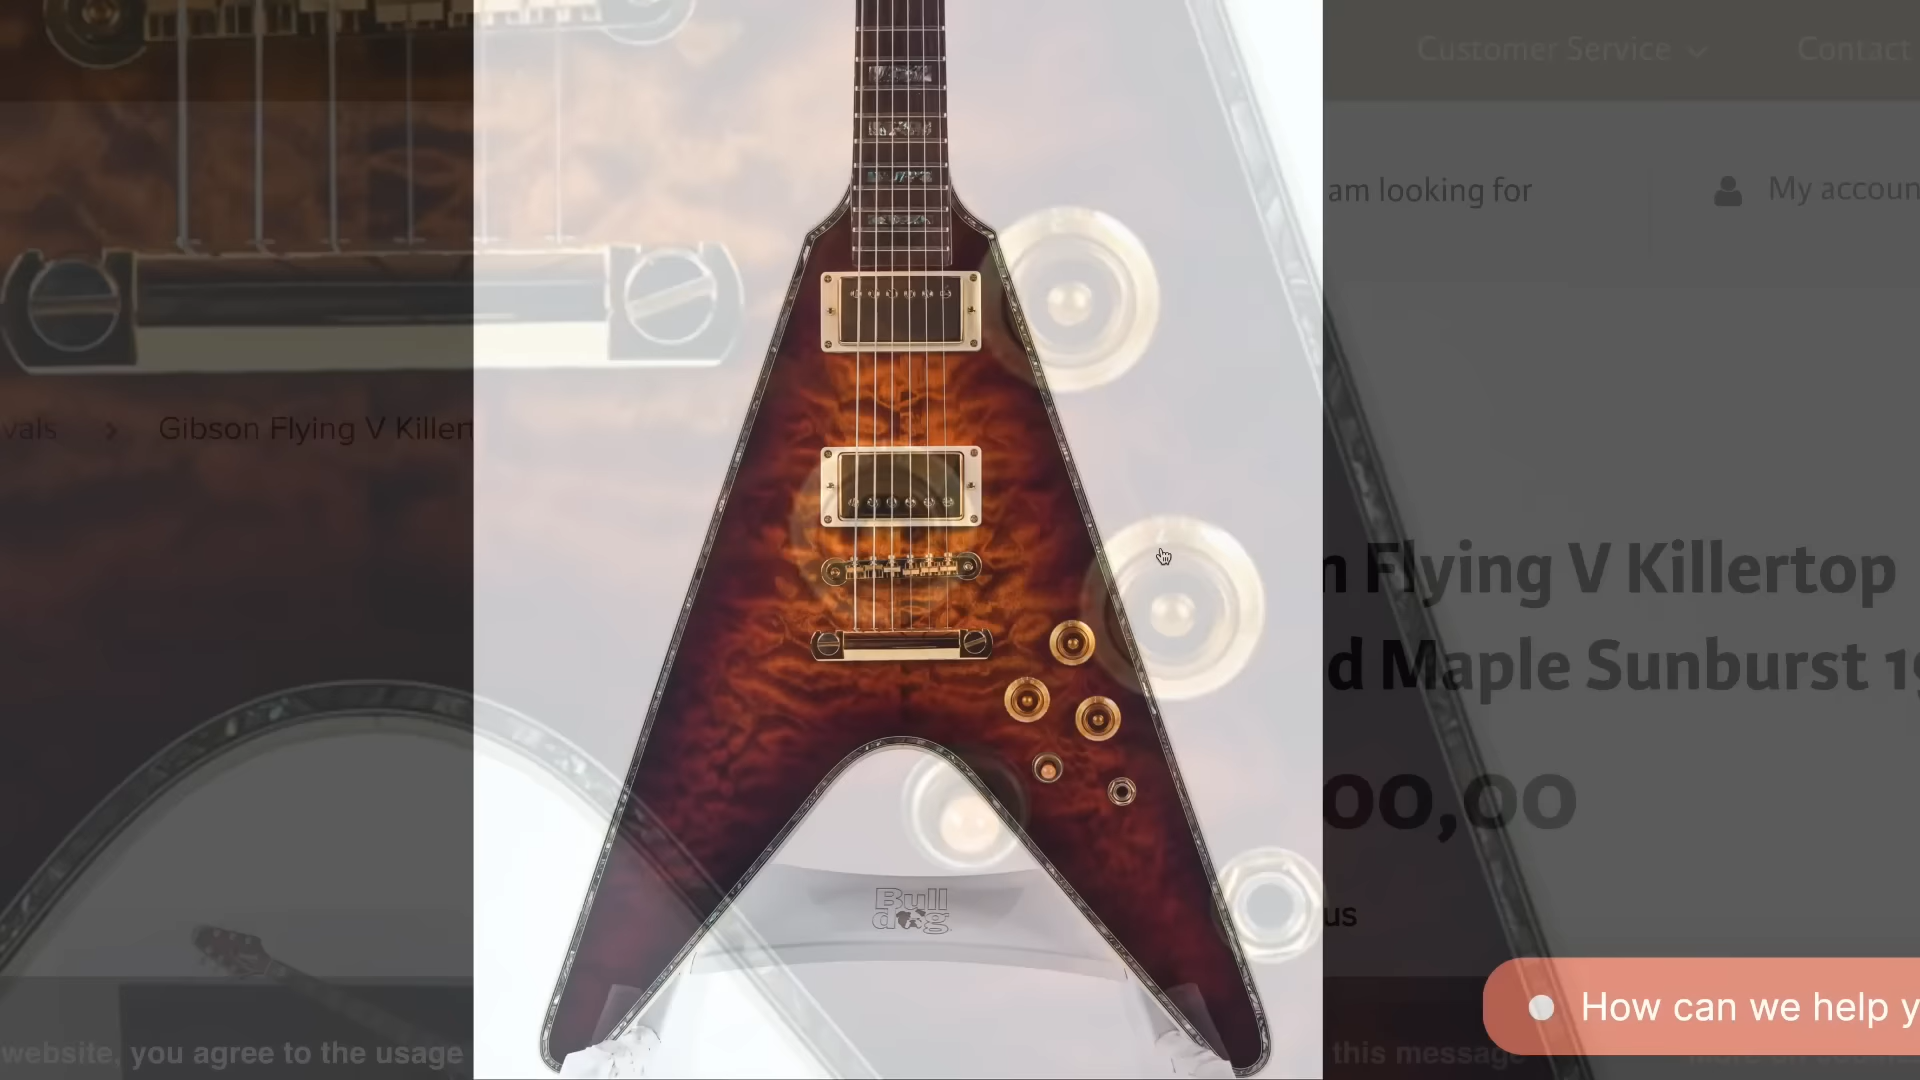 Customer Service
Contact
am looking for
My accoun
vals > Gibson Flying V Killert
n Flying V Killertop
d Maple Sunburst 19
00,00
us
Bull
dog
How can we help y
website, you agree to the usage
this message